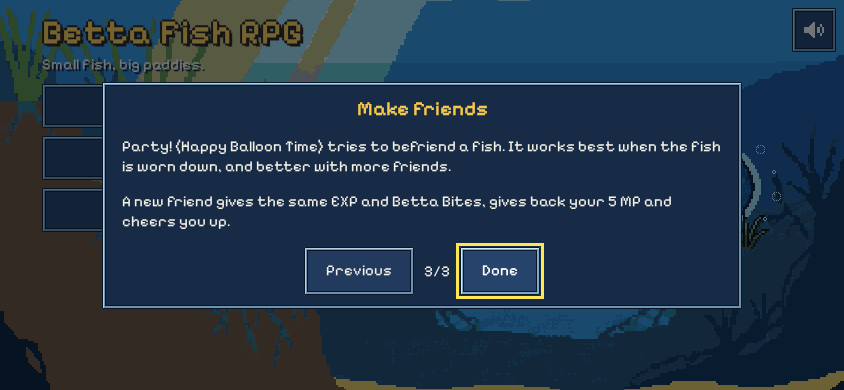 Betta Fish RPG
Small fish, big paddies.
Make friends
Party! (Happy Balloon Time) tries to befriend a fish. It works best when the fish
is worn down, and better with more friends.
A new friend gives the same EXP and Betta Bites, gives back your 5 MP and
cheers you up.
Previous
3/3
Done